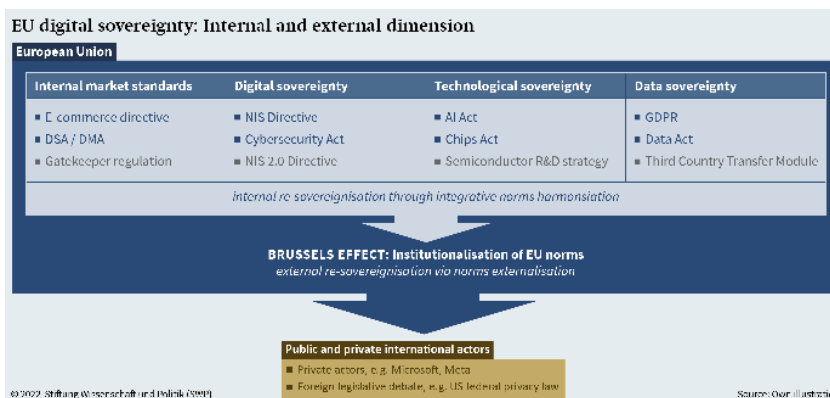 EU digital sovereignty: Internal and external dimension
European Union
Internal market standards Digital sovereignty Technological sovereignty Data sovereignty
■ E-commerce directive ■ NIS Directive ■ AI Act ■ GDPR
■ DSA / DMA ■ Cybersecurity Act ■ Chips Act ■ Data Act
■ Gatekeeper regulation ■ NIS 2.0 Directive ■ Semiconductor R&D strategy ■ Third Country Transfer Module
internal re-sovereignisation through integrative norms harmonsiation
BRUSSELS EFFECT: Institutionalisation of EU norms
external re-sovereignisation via norms externalisation
Public and private international actors
■ Private actors, e.g. Microsoft, Meta
■ Foreign legislative debate, e.g. US federal privacy law
© 2022 Stiftung Wissenschaft und Politik (SWP) Source: Own illustrati